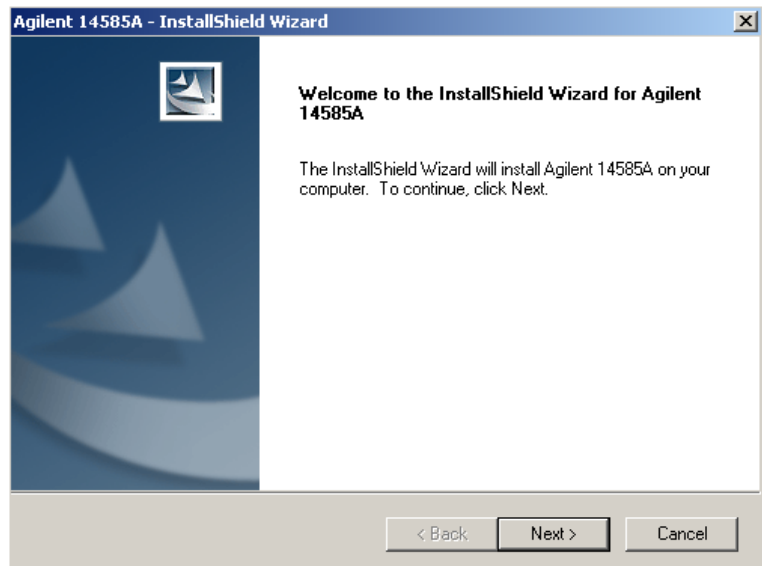 Agilent 14585A - InstallShield Wizard
Welcome to the InstallShield Wizard for Agilent
14585A
The InstallShield Wizard will install Agilent 14585A on your
computer. To continue, click Next.
< Back Next > Cancel